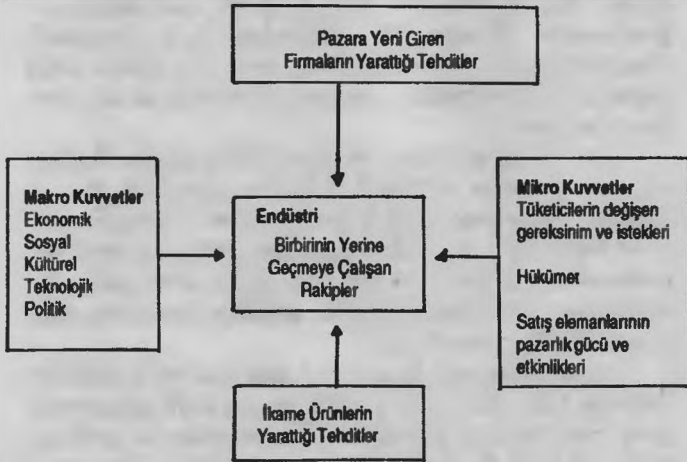 Pazara Yeni Giren
Firmaların Yarattığı Tehditler
Makro Kuvvetler
Ekonomik
Sosyal
Kültürel
Teknolojik
Politik
Endüstri
Birbirinin Yerine
Geçmeye Çalışan
Rakipler
Mikro Kuvvetler
Tüketicilerin değişen
gereksinim ve istekleri
Hükümet
Satış elemanlarının
pazarlık gücü ve
etkinlikleri
İkame Ürünlerin
Yarattığı Tehditler